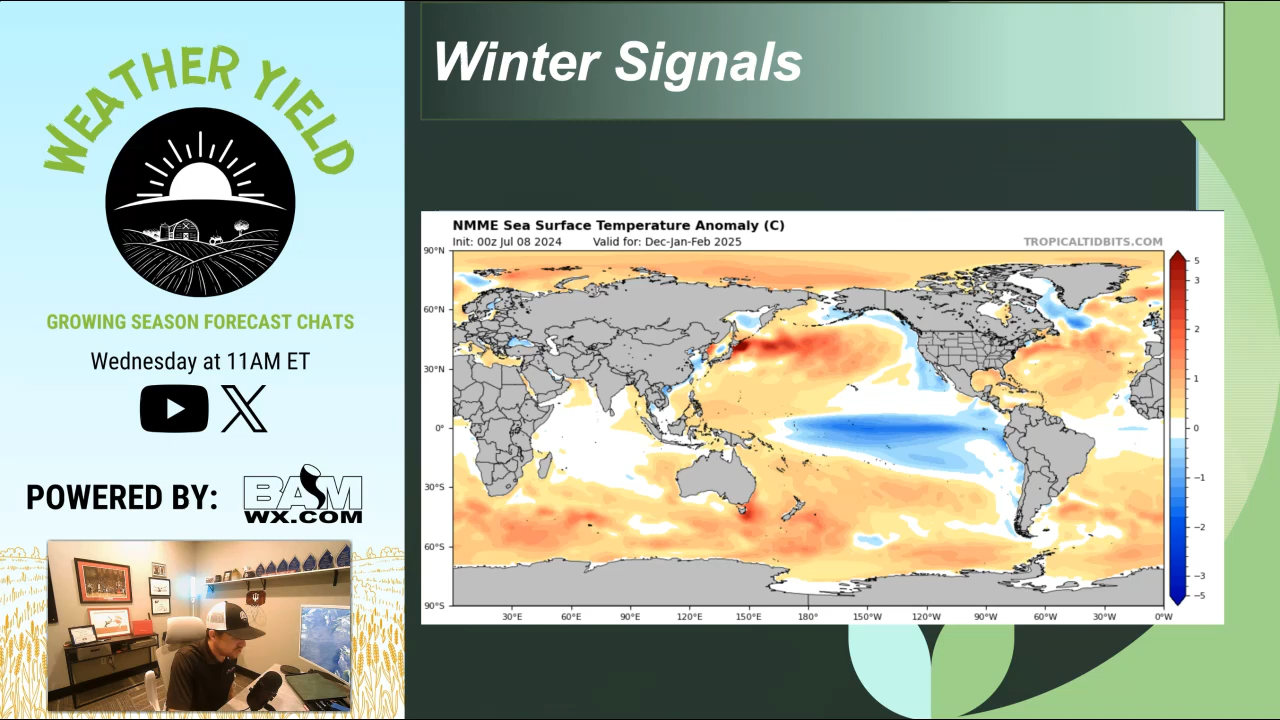 WEATHER YIELD
GROWING SEASON FORECAST CHATS
Wednesday at 11AM ET
POWERED BY:
BAM
WX.COM
Winter Signals
NMME Sea Surface Temperature Anomaly (C)
Init: 00z Jul 08 2024 Valid for: Dec-Jan-Feb 2025
TROPICALTIDBITS.COM
90°N
60°N
30°N
0°
30°S
60°S
90°S
30°E 60°E 90°E 120°E 150°E 180° 150°W 120°W 90°W 60°W 30°W 0°W
5
3
2
1
0
−1
−2
−3
−5